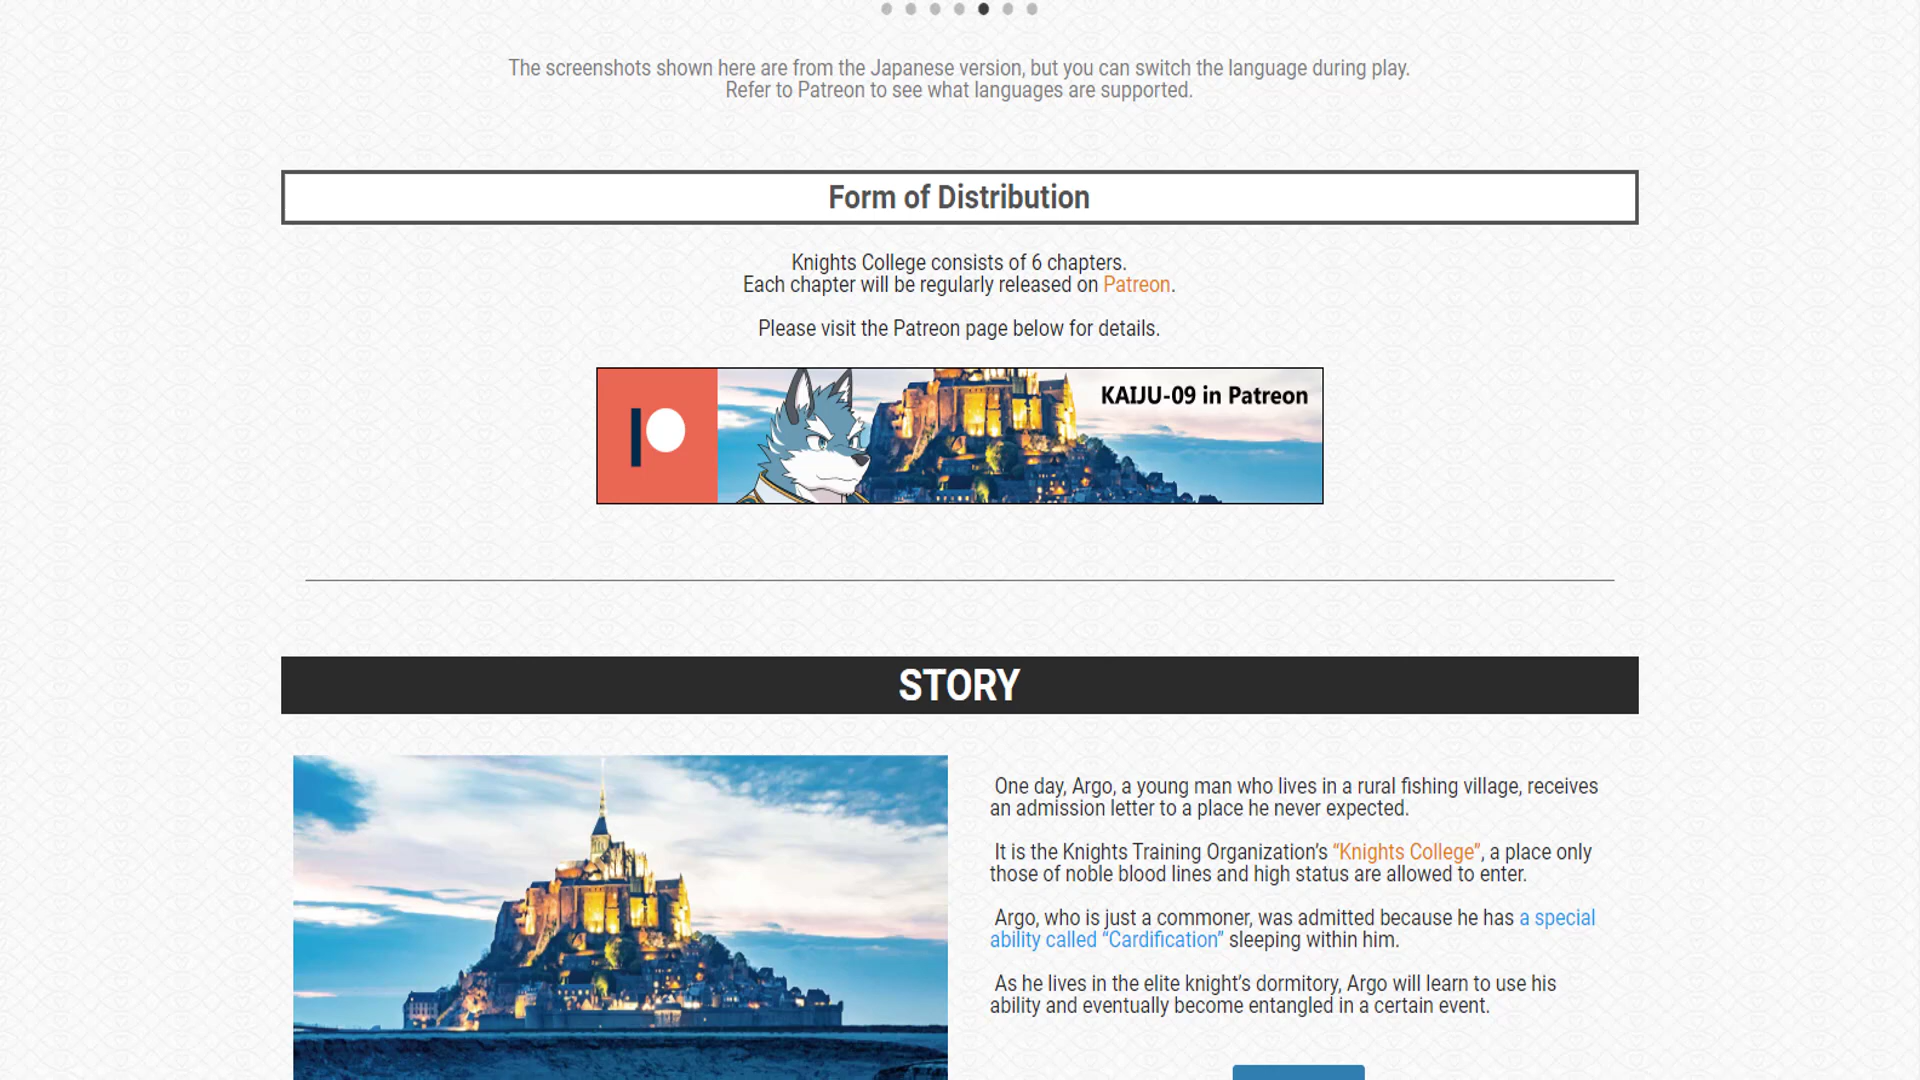 The screenshots shown here are from the Japanese version, but you can switch the language during play.
Refer to Patreon to see what languages are supported.
Form of Distribution
Knights College consists of 6 chapters.
Each chapter will be regularly released on Patreon.
Please visit the Patreon page below for details.
KAIJU-09 in Patreon
STORY
One day, Argo, a young man who lives in a rural fishing village, receives
an admission letter to a place he never expected.
It is the Knights Training Organization’s “Knights College”, a place only
those of noble blood lines and high status are allowed to enter.
Argo, who is just a commoner, was admitted because he has a special
ability called “Cardification” sleeping within him.
As he lives in the elite knight’s dormitory, Argo will learn to use his
ability and eventually become entangled in a certain event.